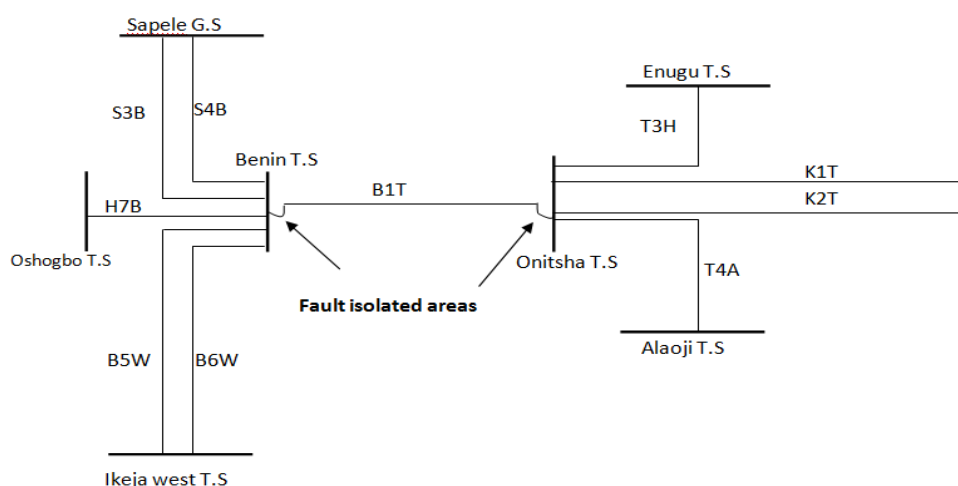 Sapele G.S
Enugu T.S
S3B
S4B
T3H
Benin T.S
K1T
B1T
K2T
H7B
Oshogbo T.S
Onitsha T.S
T4A
Fault isolated areas
Alaoji T.S
B5W
B6W
Ikeia west T.S